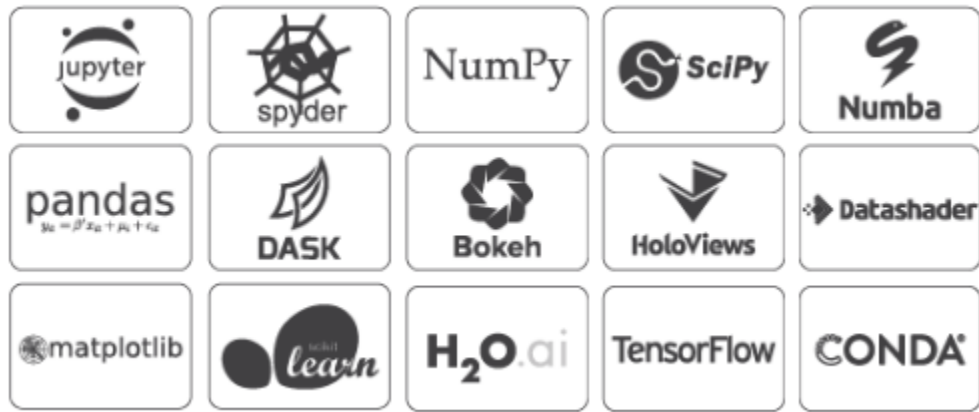 jupyter
spyder
NumPy
SciPy
Numba
pandas
DASK
Bokeh
HoloViews
Datashader
matplotlib
scikit
learn
H₂O.ai
TensorFlow
CONDA®